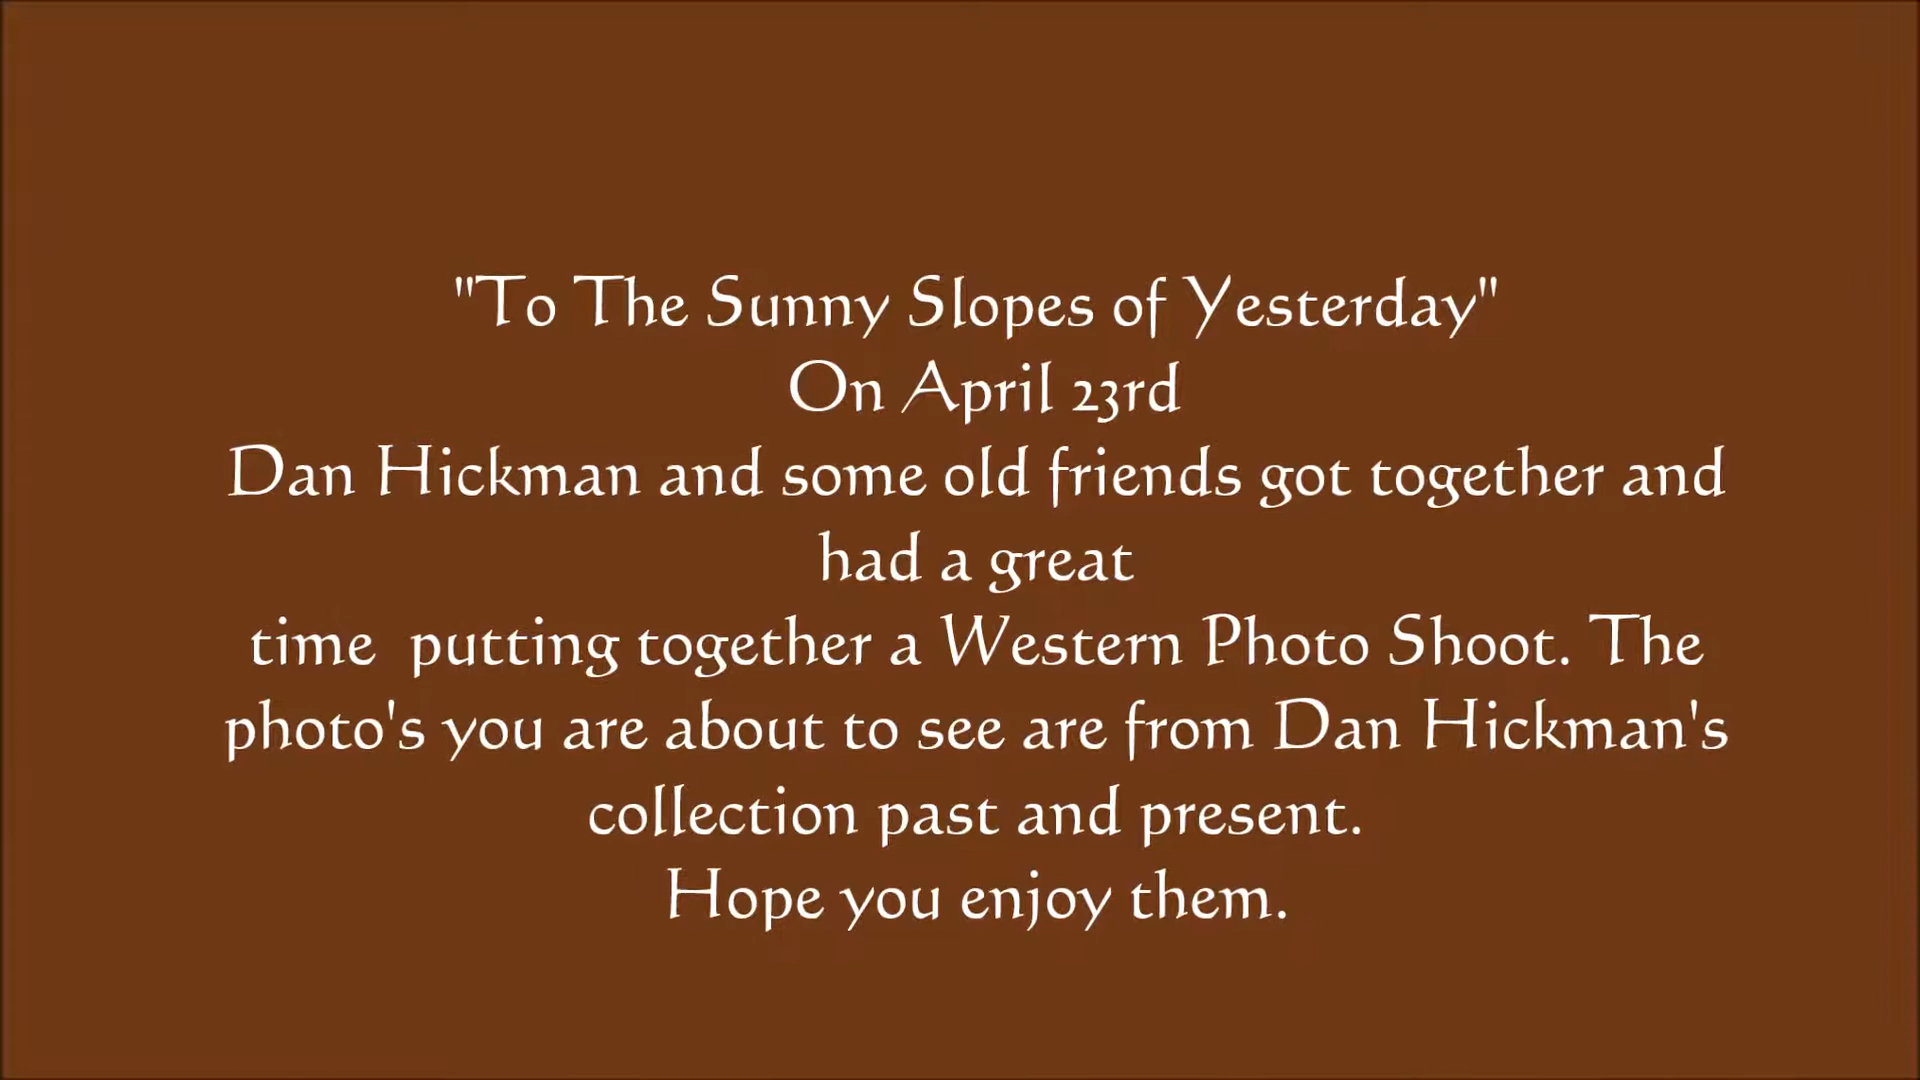 "To The Sunny Slopes of Yesterday"
On April 23rd
Dan Hickman and some old friends got together and
had a great
time  putting together a Western Photo Shoot. The
photo's you are about to see are from Dan Hickman's
collection past and present.
Hope you enjoy them.